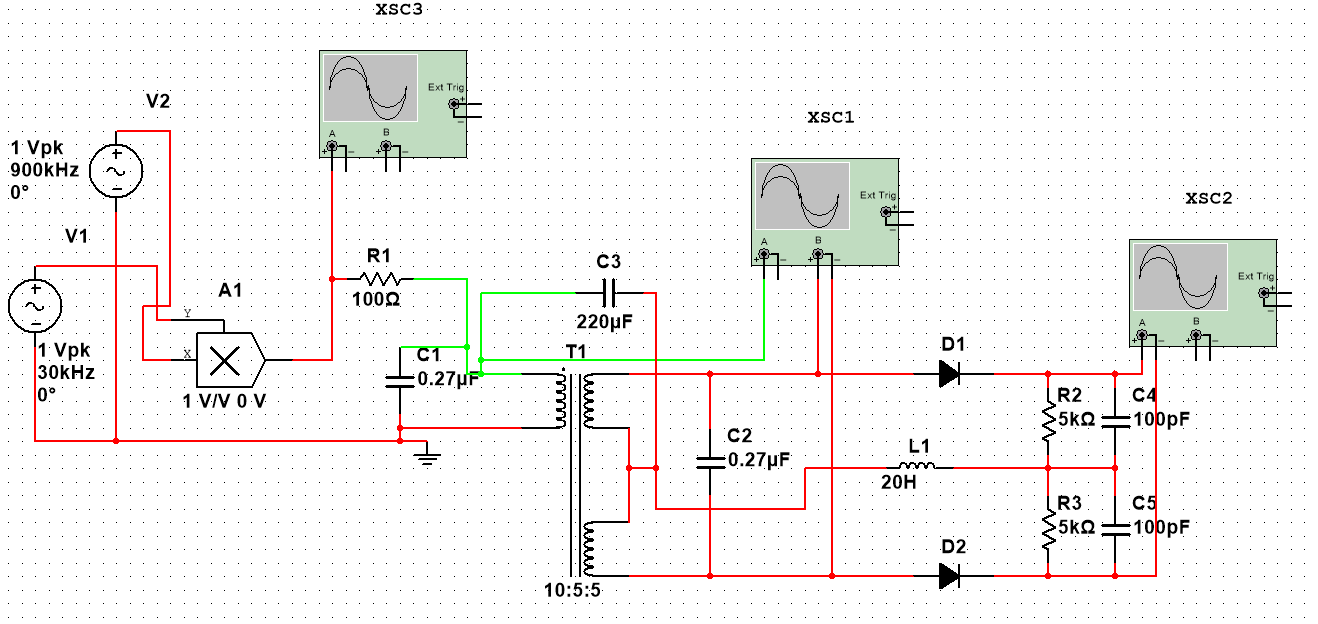 XSC3
V2
1 Vpk
900kHz
0°
V1
1 Vpk
30kHz
0°
A1
Y
X
1 V/V 0 V
Ext Trig
+
−
A
B
+
−
+
−
R1
100Ω
C1
0.27µF
C3
220µF
T1
10:5:5
XSC1
Ext Trig
+
−
A
B
+
−
+
−
C2
0.27µF
L1
20H
D1
D2
XSC2
Ext Trig
+
−
A
B
+
−
+
−
R2
5kΩ
C4
100pF
R3
5kΩ
C5
100pF